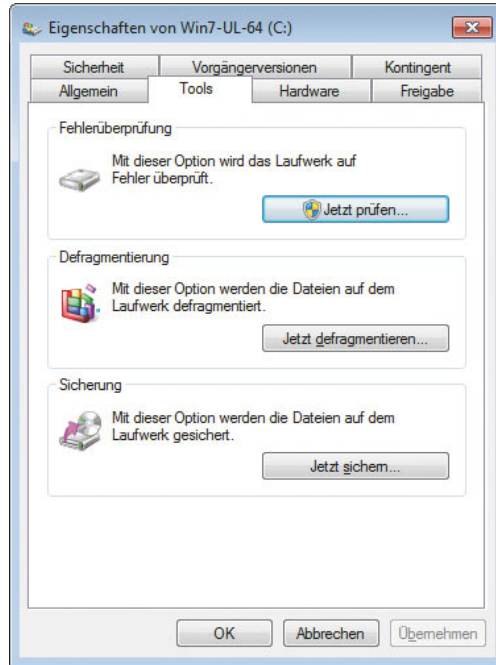 Eigenschaften von Win7-UL-64 (C:)
Sicherheit Vorgängerversionen Kontingent
Allgemein Tools Hardware Freigabe
Fehlerüberprüfung
Mit dieser Option wird das Laufwerk auf
Fehler überprüft.
Jetzt prüfen...
Defragmentierung
Mit dieser Option werden die Dateien auf dem
Laufwerk defragmentiert.
Jetzt defragmentieren...
Sicherung
Mit dieser Option werden die Dateien auf dem
Laufwerk gesichert.
Jetzt sichern...
OK Abbrechen Übernehmen